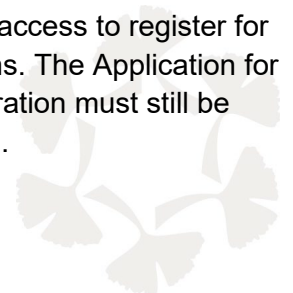 access to register for
ns. The Application for
ration must still be
.